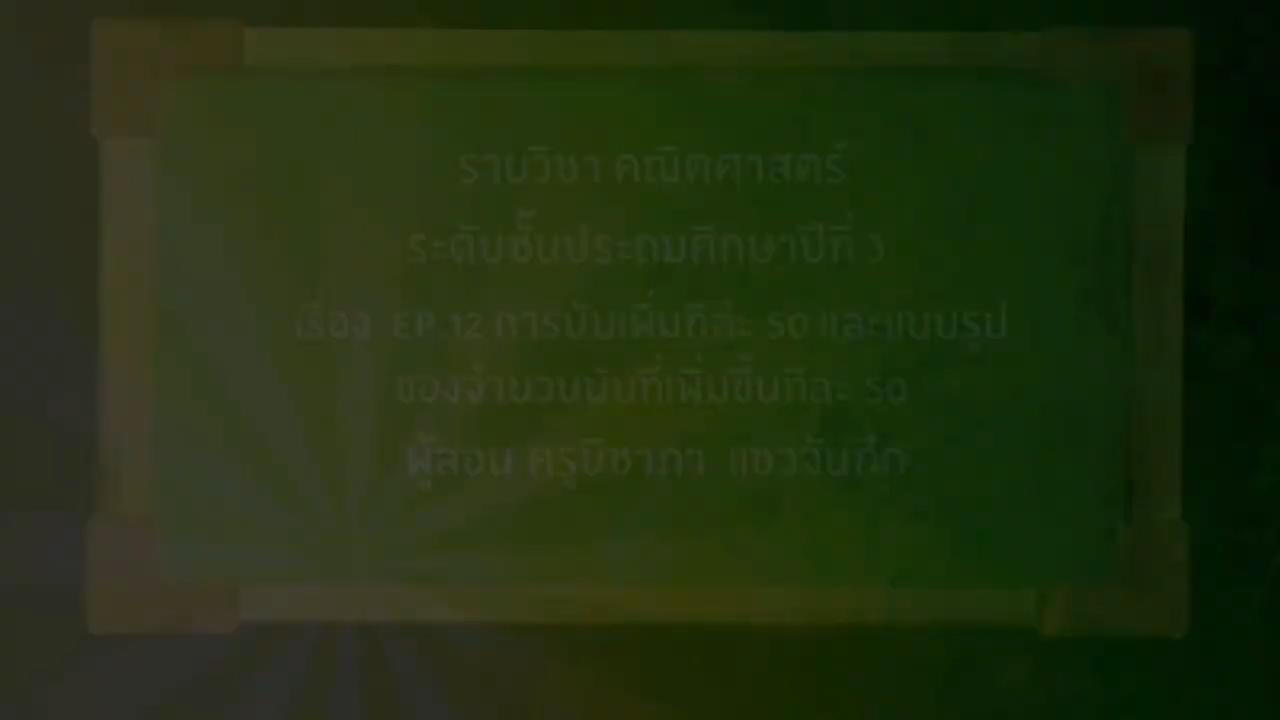 รายวิชา คณิตศาสตร์
ระดับชั้นประถมศึกษาปีที่ 3
เรื่อง EP.12 การนับเพิ่มทีละ 50 และแบบรูป
ของจำนวนนับที่เพิ่มขึ้นทีละ 50
ผู้สอน ครู